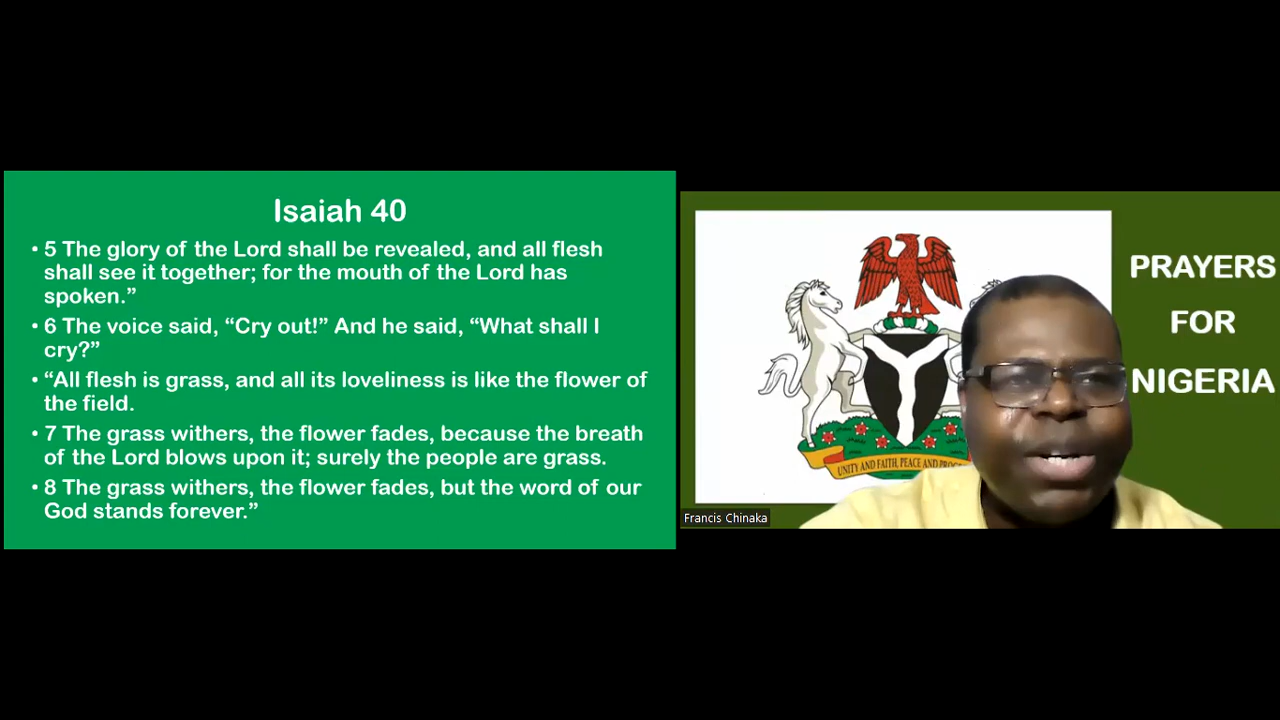 Isaiah 40
• 5 The glory of the Lord shall be revealed, and all flesh
shall see it together; for the mouth of the Lord has
spoken.”
• 6 The voice said, “Cry out!” And he said, “What shall I
cry?”
• “All flesh is grass, and all its loveliness is like the flower of
the field.
• 7 The grass withers, the flower fades, because the breath
of the Lord blows upon it; surely the people are grass.
• 8 The grass withers, the flower fades, but the word of our
God stands forever.”
PRAYERS
FOR
NIGERIA
UNITY AND FAITH, PEACE AND
Francis Chinaka